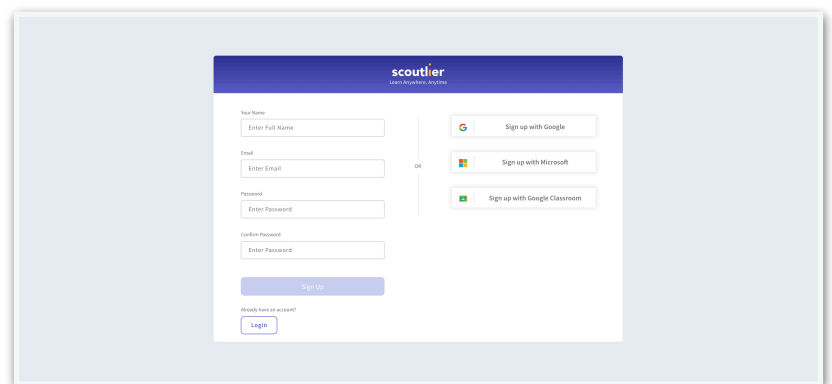 scoutlier
Learn Anywhere, Anytime
Your Name
Enter Full Name
Email
Enter Email
Password
Enter Password
Confirm Password
Enter Password
Sign Up
Already have an account?
Login
OR
Sign up with Google
Sign up with Microsoft
Sign up with Google Classroom